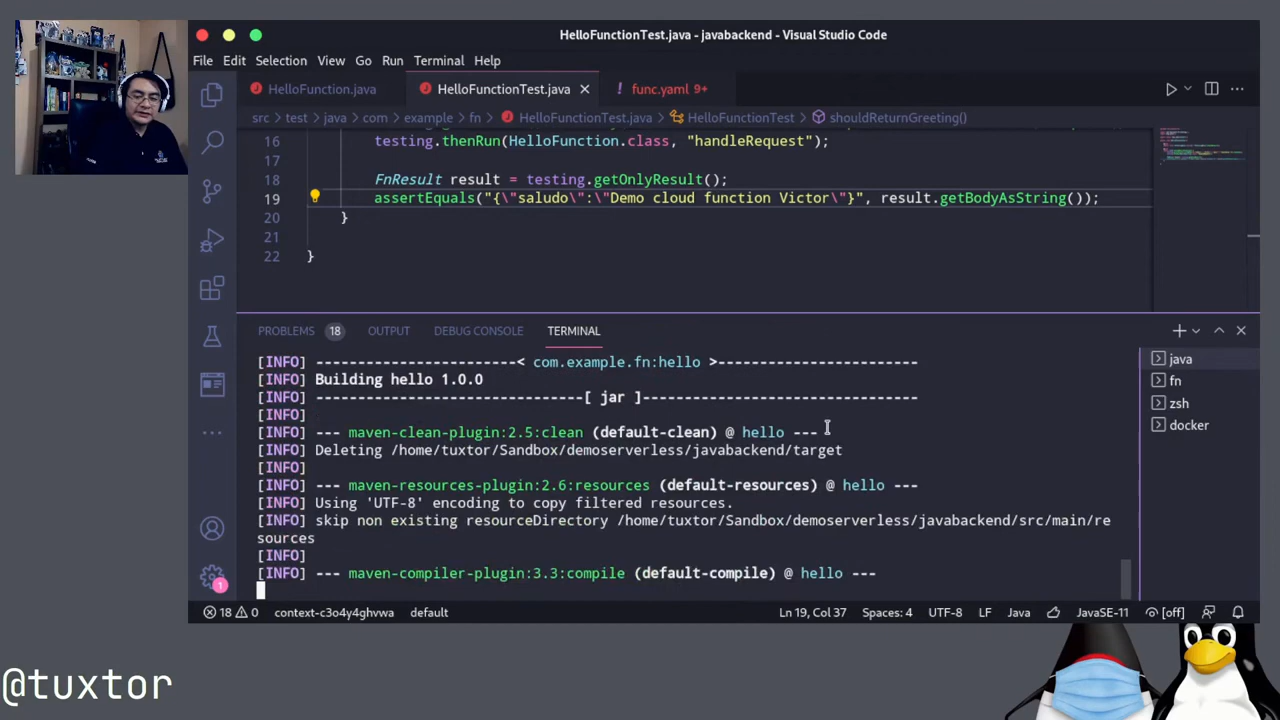 HelloFunctionTest.java - javabackend - Visual Studio Code
File Edit Selection View Go Run Terminal Help
HelloFunction.java HelloFunctionTest.java func.yaml 9+
src > test > java > com > example > fn > HelloFunctionTest.java > HelloFunctionTest > shouldReturnGreeting()
16 testing.thenRun(HelloFunction.class, "handleRequest");
17
18 FnResult result = testing.getOnlyResult();
19 assertEquals("{\"saludo\":\"Demo cloud function Victor\"}", result.getBodyAsString());
20 }
21
22 }
PROBLEMS 18 OUTPUT DEBUG CONSOLE TERMINAL
[INFO] ------------------------< com.example.fn:hello >------------------------
[INFO] Building hello 1.0.0
[INFO] --------------------------------[ jar ]---------------------------------
[INFO]
[INFO] --- maven-clean-plugin:2.5:clean (default-clean) @ hello ---
[INFO] Deleting /home/tuxtor/Sandbox/demoserverless/javabackend/target
[INFO]
[INFO] --- maven-resources-plugin:2.6:resources (default-resources) @ hello ---
[INFO] Using 'UTF-8' encoding to copy filtered resources.
[INFO] skip non existing resourceDirectory /home/tuxtor/Sandbox/demoserverless/javabackend/src/main/re
sources
[INFO]
[INFO] --- maven-compiler-plugin:3.3:compile (default-compile) @ hello ---
java
fn
zsh
docker
1
18 0 context-c3o4y4ghvwa default Ln 19, Col 37 Spaces: 4 UTF-8 LF Java JavaSE-11 [off]
@tuxtor